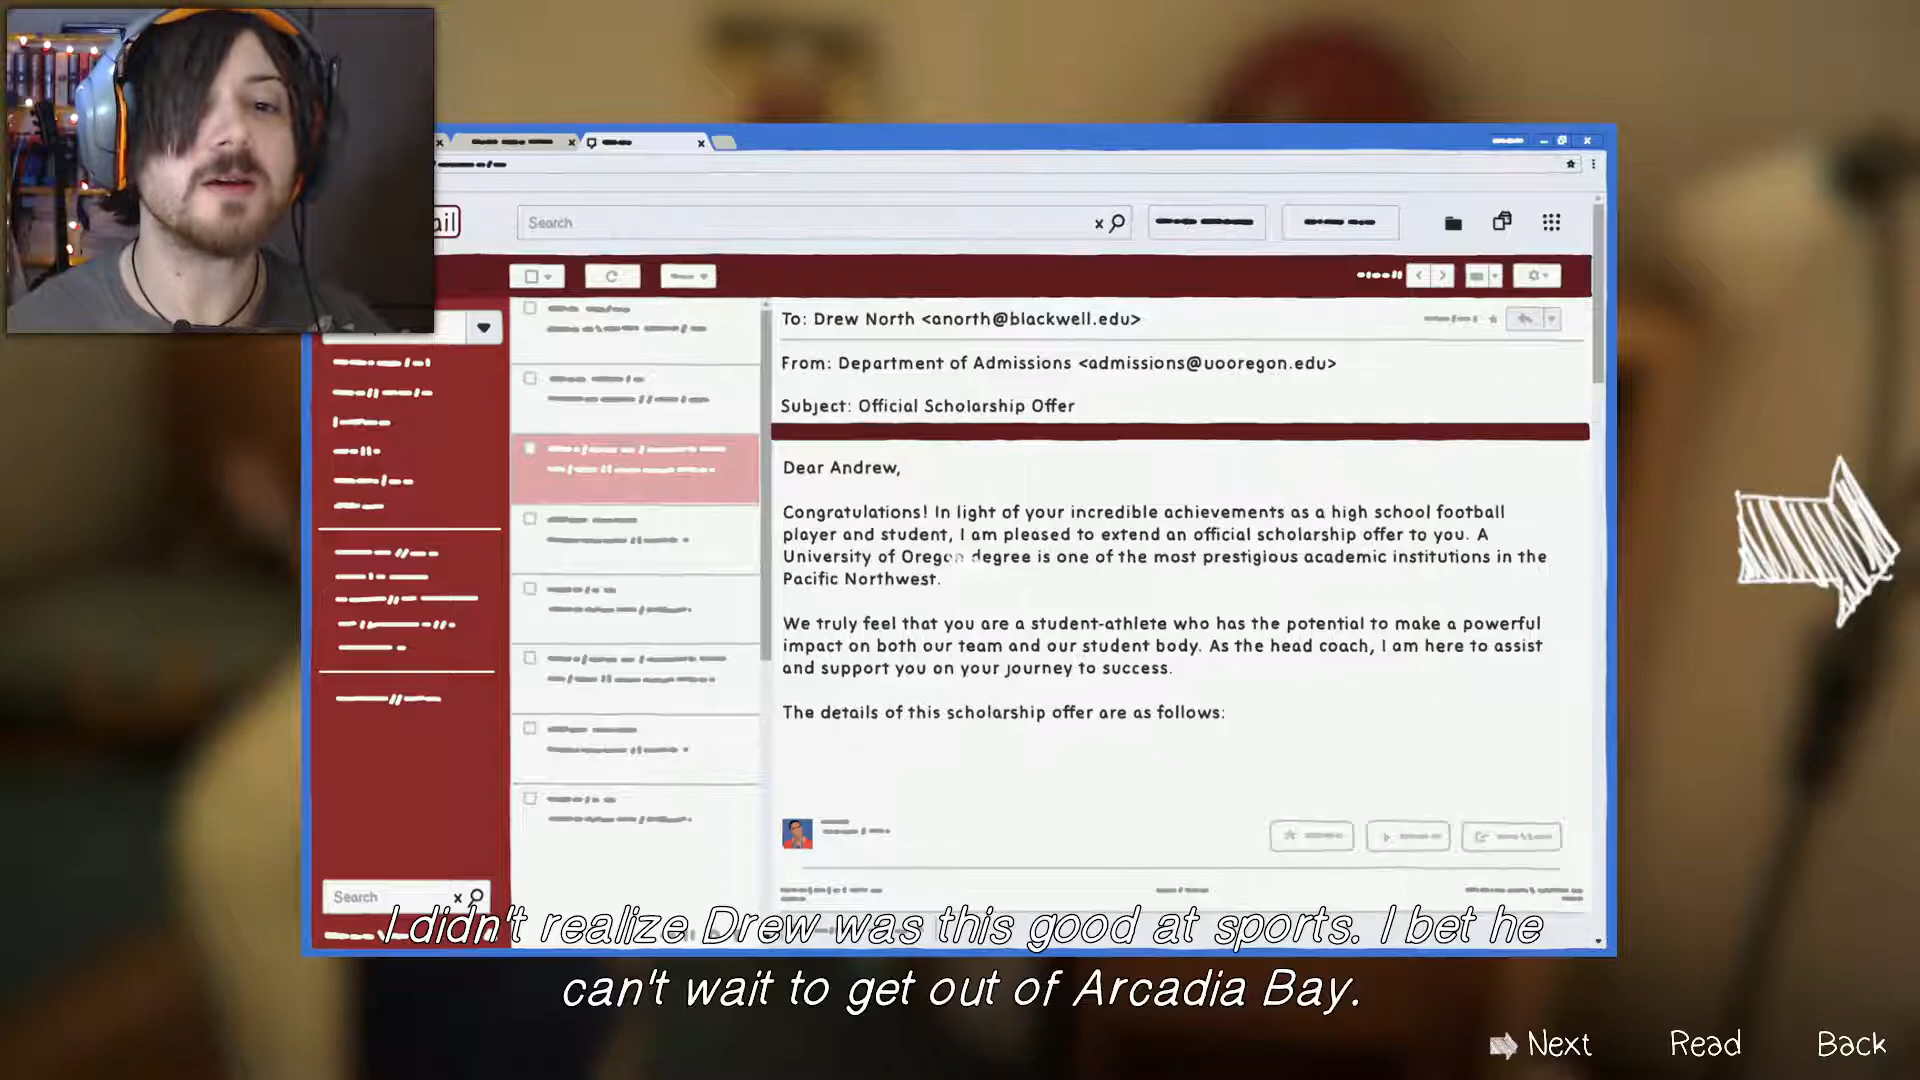 ail
Search
To: Drew North <anorth@blackwell.edu>
From: Department of Admissions <admissions@uooregon.edu>
Subject: Official Scholarship Offer
Dear Andrew,
Congratulations! In light of your incredible achievements as a high school football
player and student, I am pleased to extend an official scholarship offer to you. A
University of Oregon degree is one of the most prestigious academic institutions in the
Pacific Northwest.
We truly feel that you are a student-athlete who has the potential to make a powerful
impact on both our team and our student body. As the head coach, I am here to assist
and support you on your journey to success.
The details of this scholarship offer are as follows:
Search
I didn't realize Drew was this good at sports. I bet he
can't wait to get out of Arcadia Bay.
Next Read Back